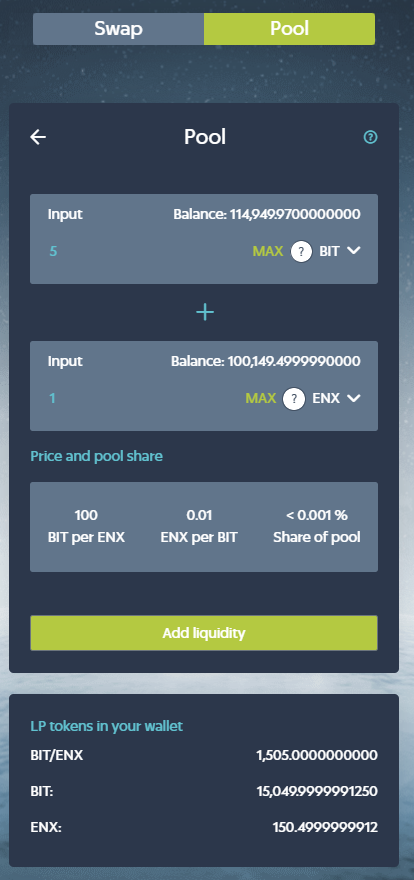 Swap Pool
Pool ?
Input Balance: 114,949.9700000000
5 MAX ? BIT
+
Input Balance: 100,149.4999990000
1 MAX ? ENX
Price and pool share
100 0.01 < 0.001 %
BIT per ENX ENX per BIT Share of pool
Add liquidity
LP tokens in your wallet
BIT/ENX 1,505.0000000000
BIT: 15,049.9999991250
ENX: 150.4999999912